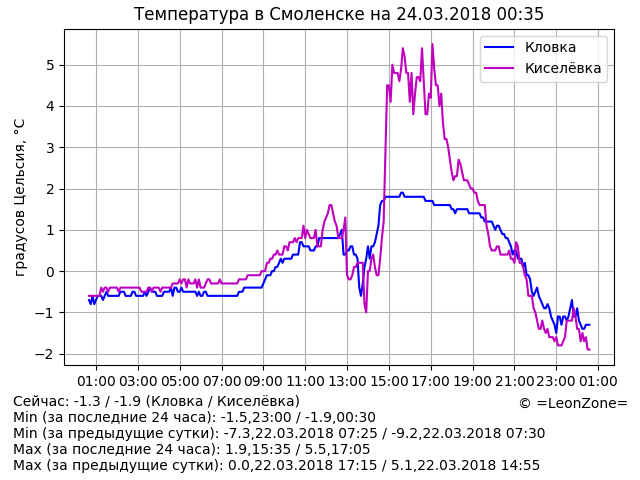 Температура в Смоленске на 24.03.2018 00:35
градусов Цельсия, °C
5
4
3
2
1
0
−1
−2
Кловка
Киселёвка
01:00 03:00 05:00 07:00 09:00 11:00 13:00 15:00 17:00 19:00 21:00 23:00 01:00
Сейчас: -1.3 / -1.9 (Кловка / Киселёвка)
© =LeonZone=
Min (за последние 24 часа): -1.5,23:00 / -1.9,00:30
Min (за предыдущие сутки): -7.3,22.03.2018 07:25 / -9.2,22.03.2018 07:30
Max (за последние 24 часа): 1.9,15:35 / 5.5,17:05
Max (за предыдущие сутки): 0.0,22.03.2018 17:15 / 5.1,22.03.2018 14:55